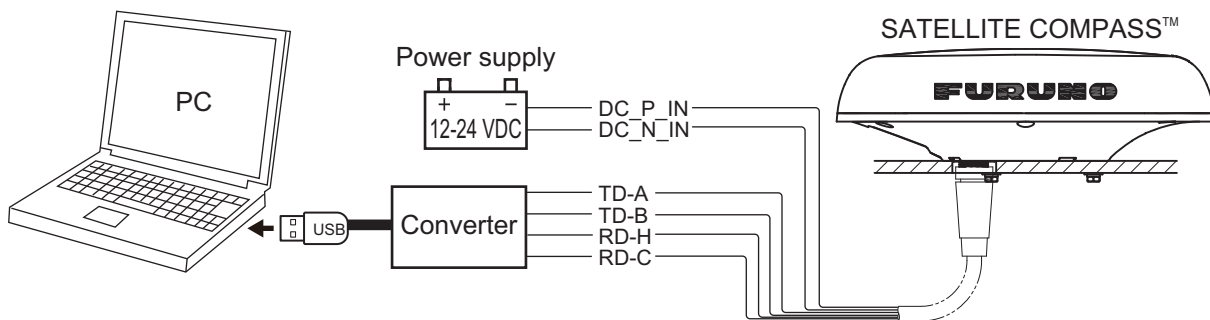 SATELLITE COMPASS™
FURUNO
PC
Power supply
+ −
12-24 VDC
DC_P_IN
DC_N_IN
USB
Converter
TD-A
TD-B
RD-H
RD-C